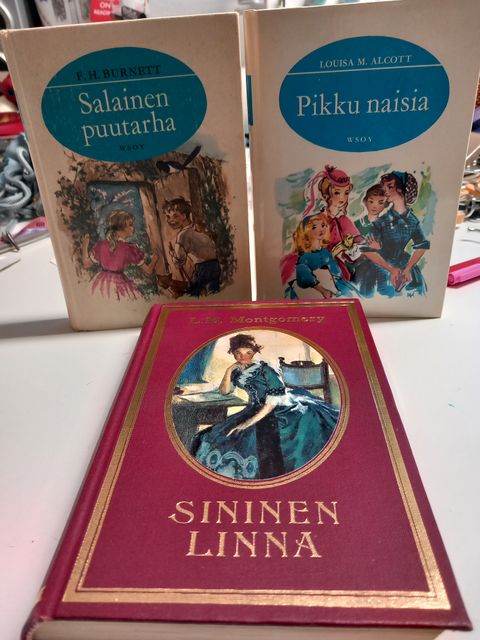 F. H. BURNETT
Salainen
puutarha
WSOY
LOUISA M. ALCOTT
Pikku naisia
WSOY
L. M. Montgomery
SININEN
LINNA